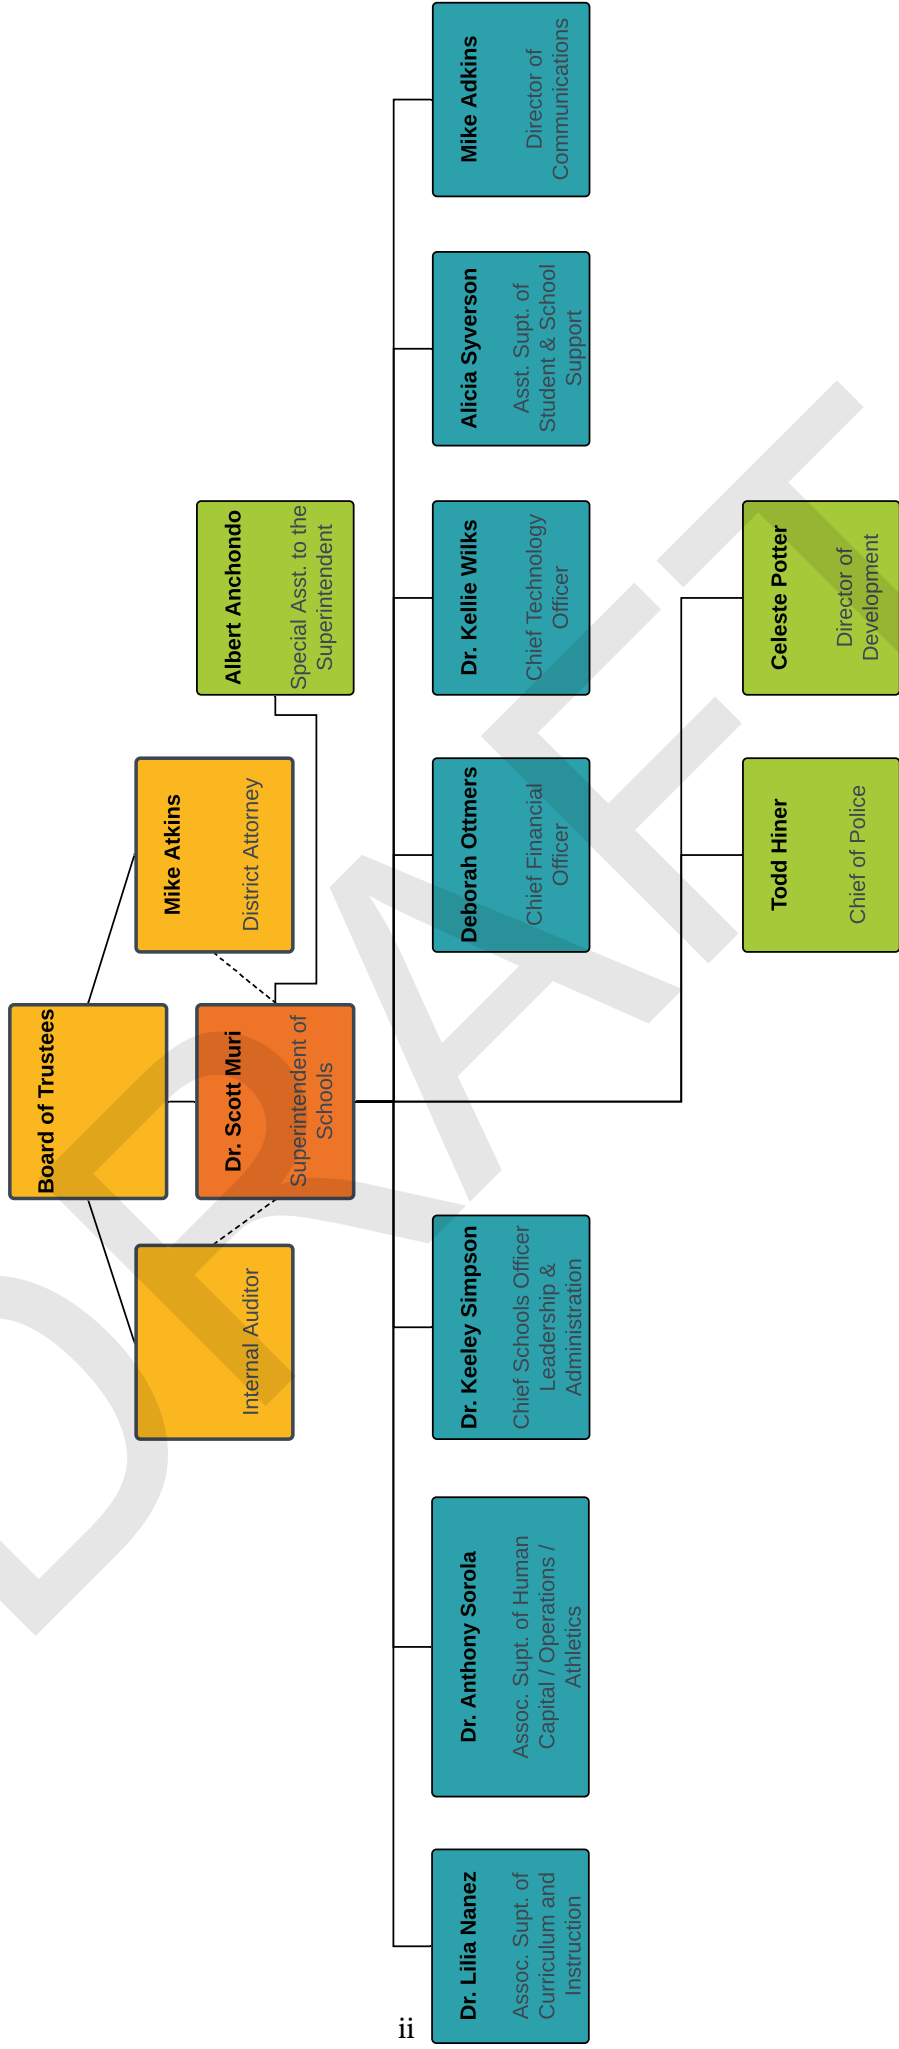 Board of Trustees
Internal Auditor
Mike Atkins
District Attorney
Dr. Scott Muri
Superintendent of
Schools
Albert Anchondo
Special Asst. to the
Superintendent
Dr. Lilia Nanez
Assoc. Supt. of
Curriculum and
Instruction
Dr. Anthony Sorola
Assoc. Supt. of Human
Capital / Operations /
Athletics
Dr. Keeley Simpson
Chief Schools Officer
Leadership &
Administration
Deborah Ottmers
Chief Financial
Officer
Dr. Kellie Wilks
Chief Technology
Officer
Alicia Syverson
Asst. Supt. of
Student & School
Support
Mike Adkins
Director of
Communications
Todd Hiner
Chief of Police
Celeste Potter
Director of
Development
DRAFT
ii